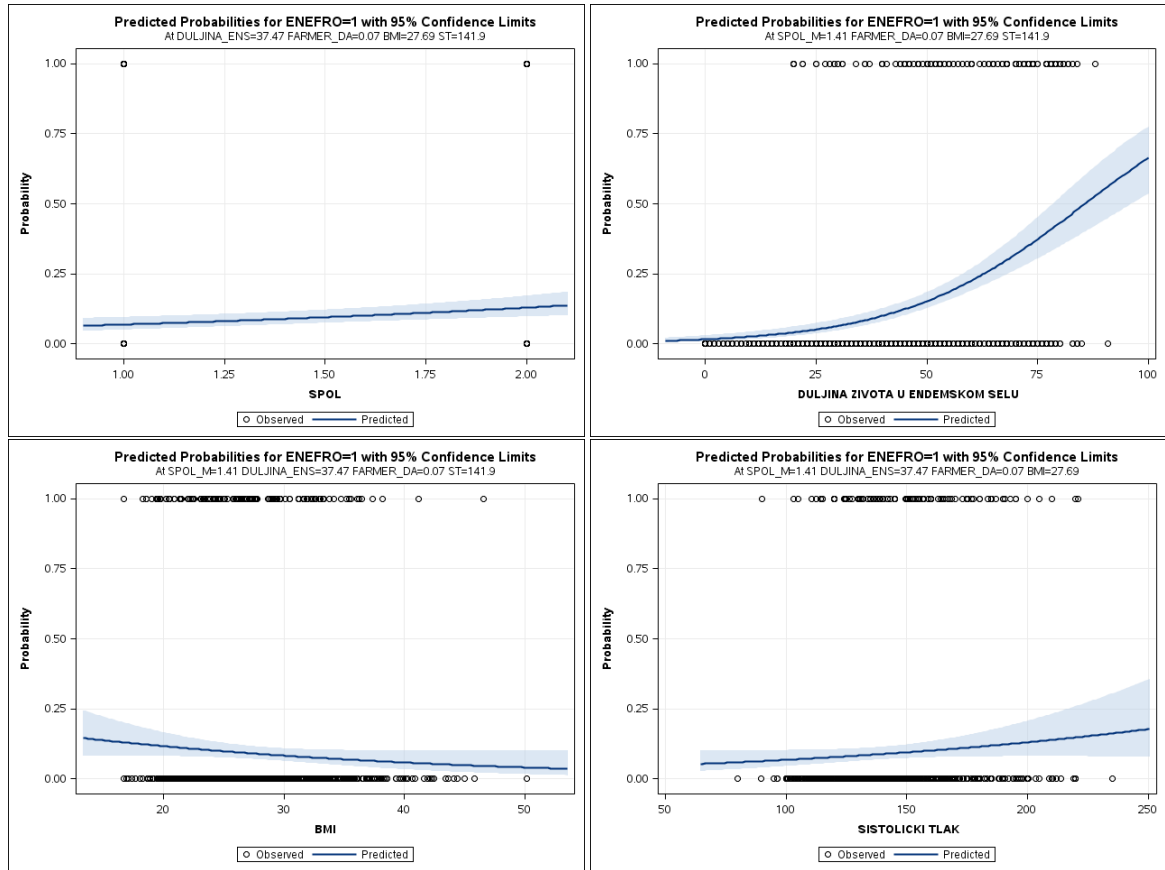 Predicted Probabilities for ENEFRO=1 with 95% Confidence Limits
At DULJINA_ENS=37.47 FARMER_DA=0.07 BMI=27.69 ST=141.9
1.00
0.75
0.50
0.25
0.00
Probability
1.00 1.25 1.50 1.75 2.00
SPOL
Observed Predicted
Predicted Probabilities for ENEFRO=1 with 95% Confidence Limits
At SPOL_M=1.41 FARMER_DA=0.07 BMI=27.69 ST=141.9
1.00
0.75
0.50
0.25
0.00
Probability
0 25 50 75 100
DULJINA ZIVOTA U ENDEMSKOM SELU
Observed Predicted
Predicted Probabilities for ENEFRO=1 with 95% Confidence Limits
At SPOL_M=1.41 DULJINA_ENS=37.47 FARMER_DA=0.07 ST=141.9
1.00
0.75
0.50
0.25
0.00
Probability
20 30 40 50
BMI
Observed Predicted
Predicted Probabilities for ENEFRO=1 with 95% Confidence Limits
At SPOL_M=1.41 DULJINA_ENS=37.47 FARMER_DA=0.07 BMI=27.69
1.00
0.75
0.50
0.25
0.00
Probability
50 100 150 200 250
SISTOLICKI TLAK
Observed Predicted